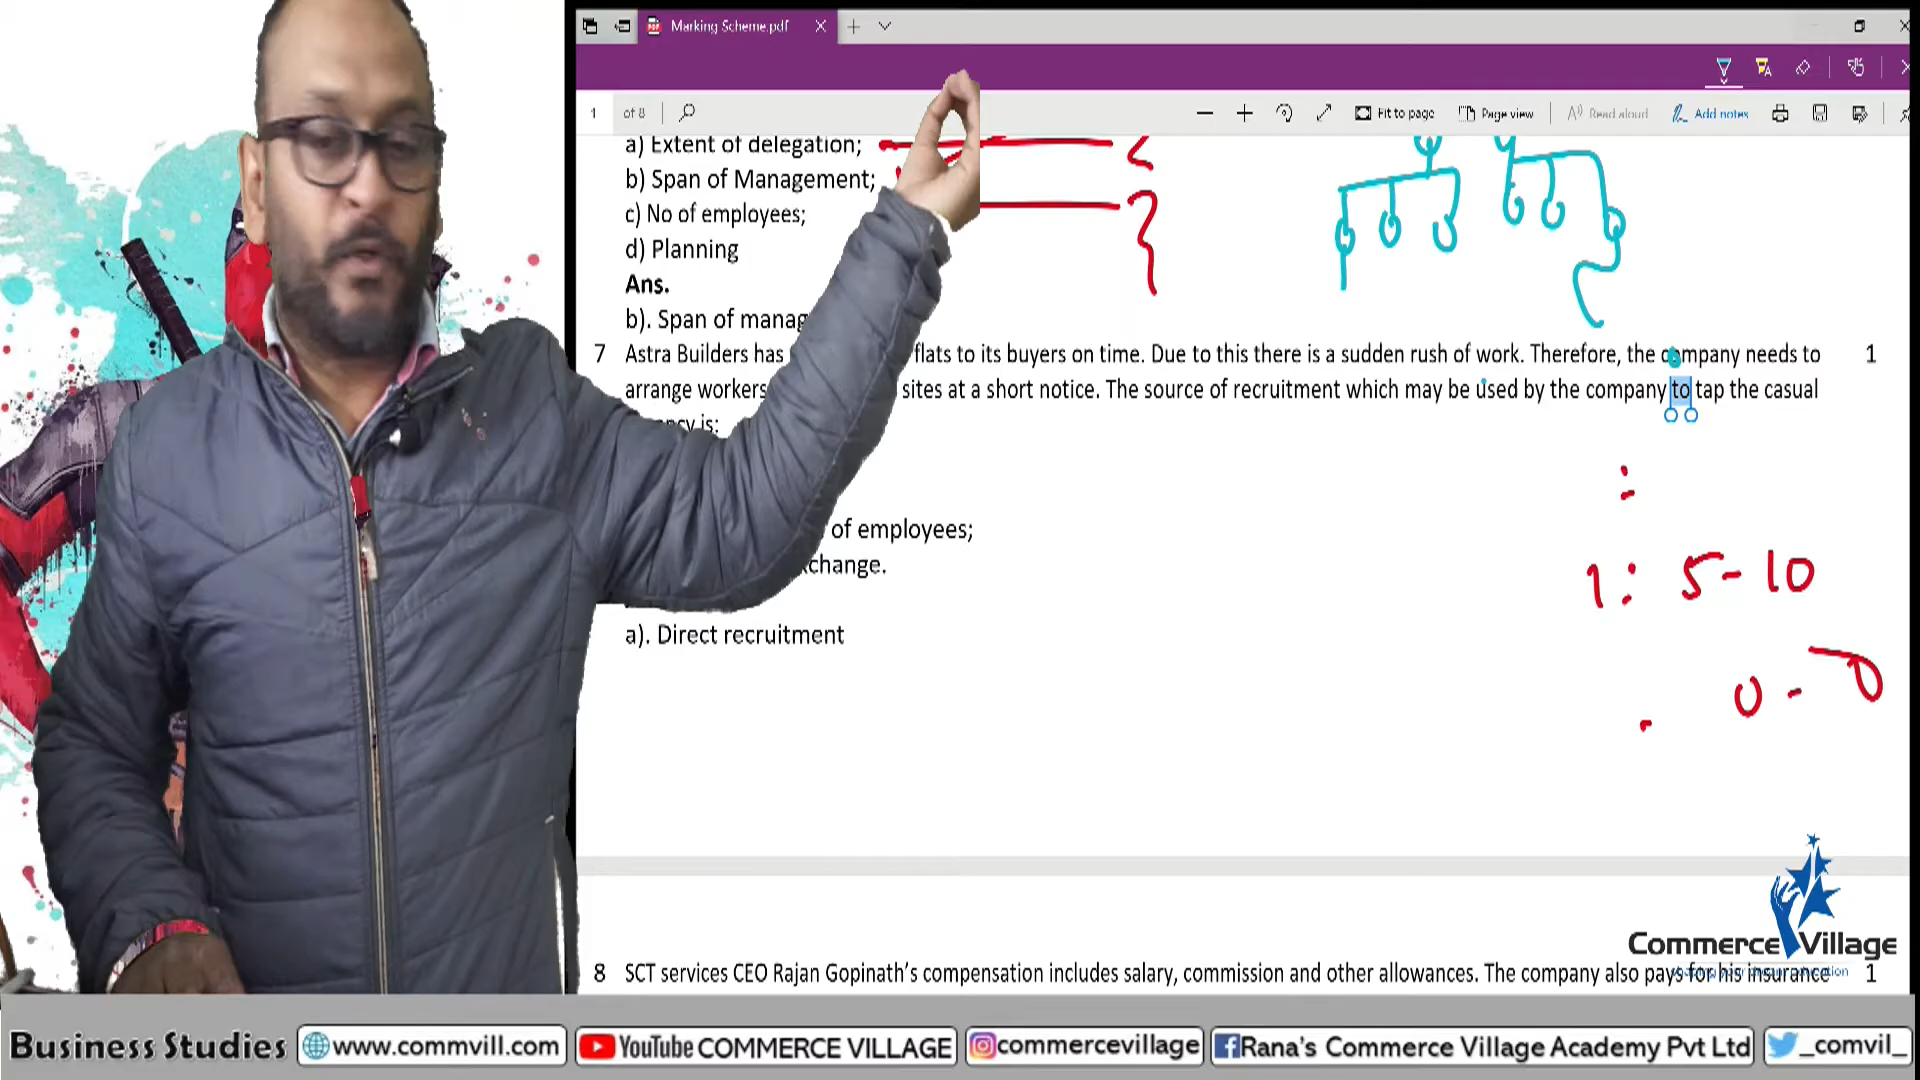 Marking Scheme.pdf
1 of 8
Fit to page
Page view
Read aloud
Add notes
a) Extent of delegation;
b) Span of Management;
c) No of employees;
d) Planning
Ans.
b). Span of manag
7 Astra Builders has flats to its buyers on time. Due to this there is a sudden rush of work. Therefore, the company needs to 1
arrange workers sites at a short notice. The source of recruitment which may be used by the company to tap the casual
is:
of employees;
change.
a). Direct recruitment
1: 5-10
Commerce Village
8 SCT services CEO Rajan Gopinath's compensation includes salary, commission and other allowances. The company also pays for his insurance 1
Business Studies
www.commvill.com
YouTube COMMERCE VILLAGE
commercevillage
Rana's Commerce Village Academy Pvt Ltd
_comvil_